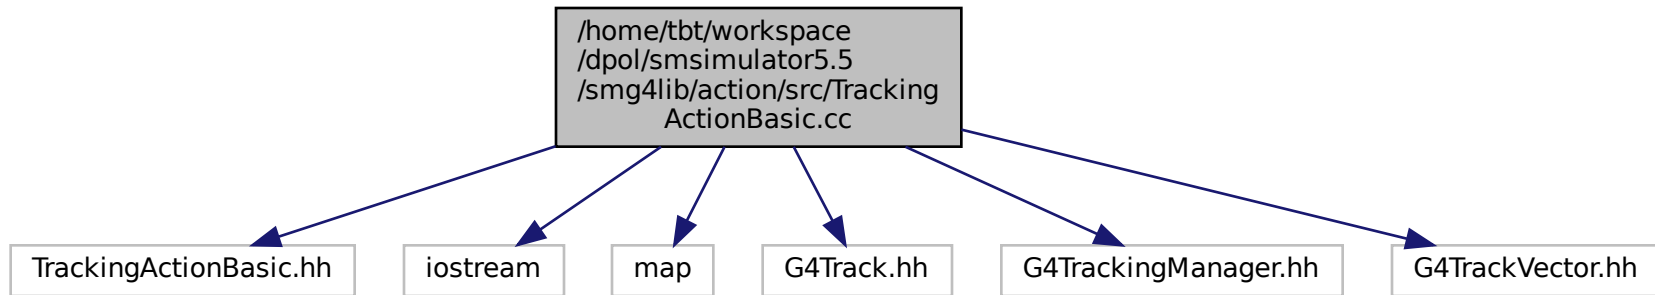 /home/tbt/workspace
/dpol/smsimulator5.5
/smg4lib/action/src/Tracking
ActionBasic.cc
TrackingActionBasic.hh
iostream
map
G4Track.hh
G4TrackingManager.hh
G4TrackVector.hh